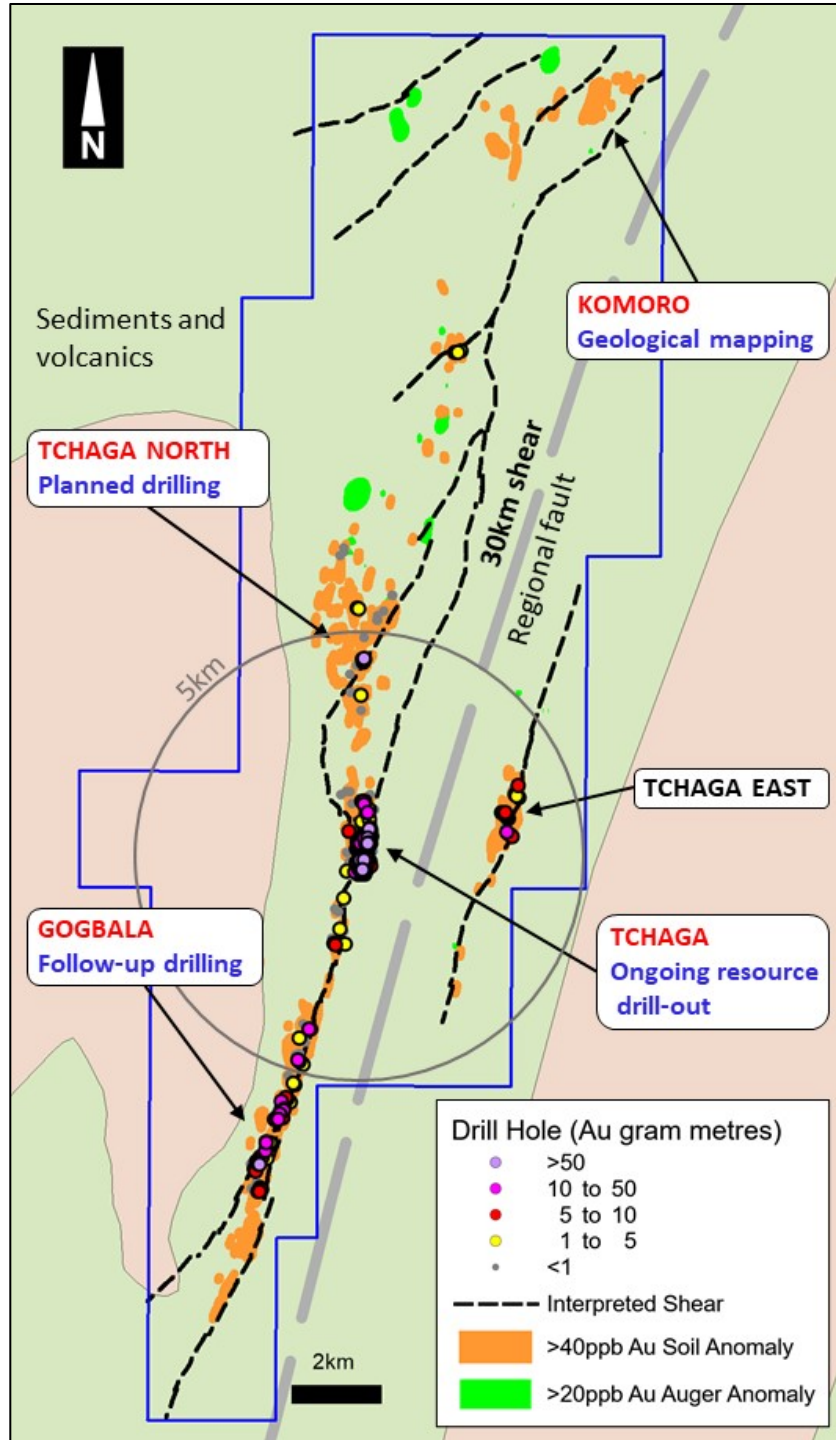 N
KOMORO
Geological mapping
Sediments and
volcanics
TCHAGA NORTH
Planned drilling
30km shear
Regional fault
5km
TCHAGA EAST
GOGBALA
Follow-up drilling
TCHAGA
Ongoing resource
drill-out
2km
Drill Hole (Au gram metres)
>50
10 to 50
5 to 10
1 to 5
<1
Interpreted Shear
>40ppb Au Soil Anomaly
>20ppb Au Auger Anomaly